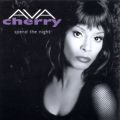 AVA
cherry
spend the night